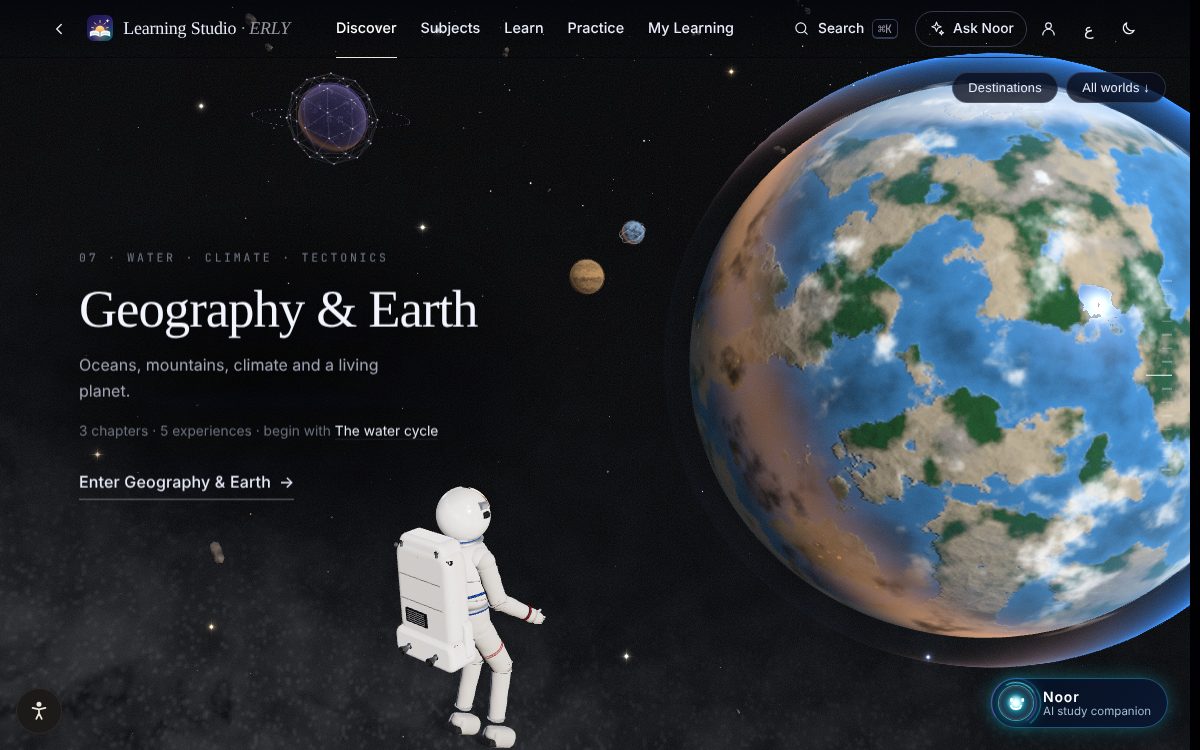 Learning Studio · ERLY
Discover
Subjects
Learn
Practice
My Learning
Search
⌘K
Ask Noor
ع
Destinations
All worlds ↓
07 · WATER · CLIMATE · TECTONICS
Geography & Earth
Oceans, mountains, climate and a living
planet.
3 chapters · 5 experiences · begin with The water cycle
Enter Geography & Earth →
Noor
AI study companion